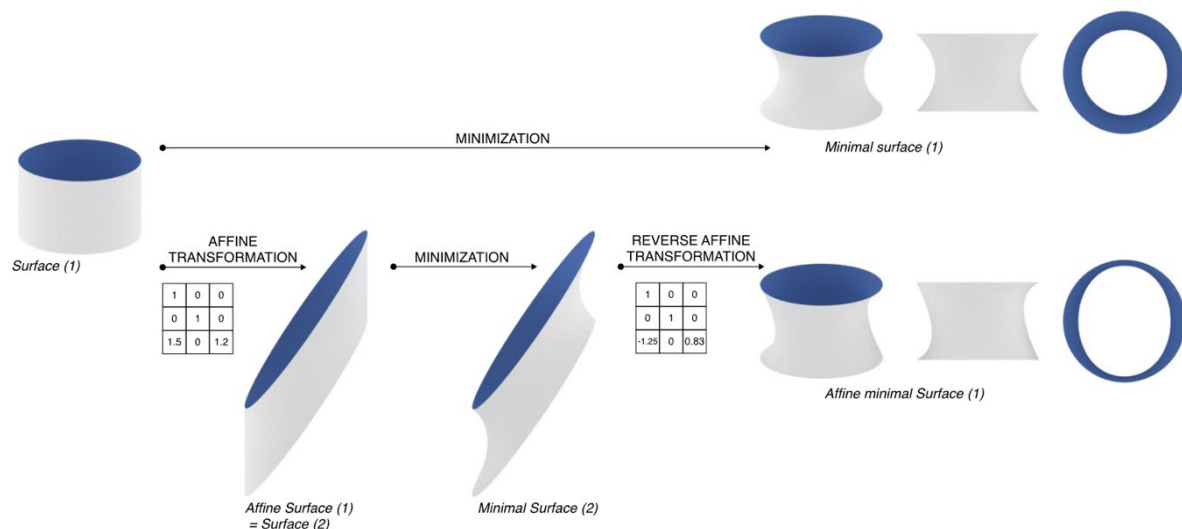 MINIMIZATION
Minimal surface (1)
Surface (1)
AFFINE
TRANSFORMATION
1 0 0
0 1 0
1.5 0 1.2
MINIMIZATION
REVERSE AFFINE
TRANSFORMATION
1 0 0
0 1 0
-1.25 0 0.83
Affine Surface (1)
= Surface (2)
Minimal Surface (2)
Affine minimal Surface (1)